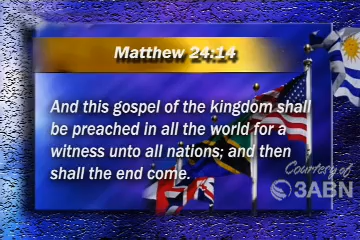 Matthew 24:14
And this gospel of the kingdom shall
be preached in all the world for a
witness unto all nations; and then
shall the end come.
Courtesy of
3ABN